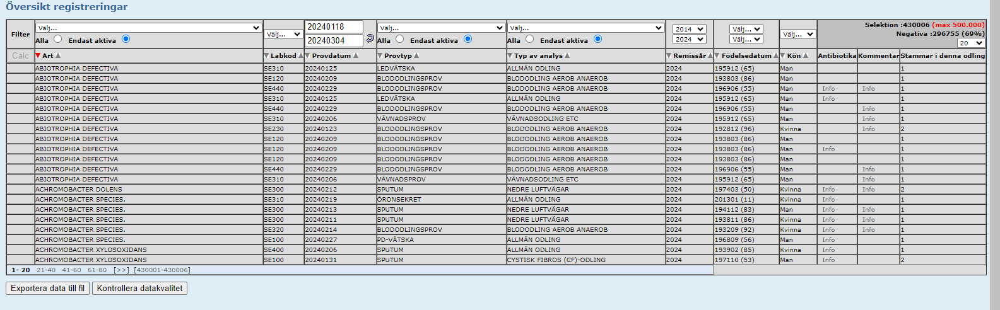 Översikt registreringar
Filter Välj... Välj... 20240118 Välj... Välj... 2014 Välj... Välj... Selektion :430006 (max 500.000)
Alla Endast aktiva 20240304 Alla Endast aktiva Alla Endast aktiva 2024 Välj... Negativa :296755 (69%)
20
Calc Art Labkod Provdatum Provtyp Typ av analys Remissår Födelsedatum Kön Antibiotika Kommentar Stammar i denna odling
ABIOTROPHIA DEFECTIVA SE310 20240125 LEDVÄTSKA ALLMÄN ODLING 2024 195912 (65) Man 1
ABIOTROPHIA DEFECTIVA SE120 20240209 BLODODLINGSPROV BLODODLING AEROB ANAEROB 2024 193803 (86) Man 1
ABIOTROPHIA DEFECTIVA SE440 20240229 BLODODLINGSPROV BLODODLING AEROB ANAEROB 2024 196906 (55) Man Info Info 1
ABIOTROPHIA DEFECTIVA SE310 20240125 LEDVÄTSKA ALLMÄN ODLING 2024 195912 (65) Man Info 1
ABIOTROPHIA DEFECTIVA SE440 20240229 BLODODLINGSPROV BLODODLING AEROB ANAEROB 2024 196906 (55) Man Info 1
ABIOTROPHIA DEFECTIVA SE310 20240206 VÄVNADSPROV VÄVNADSODLING ETC 2024 195912 (65) Man Info 1
ABIOTROPHIA DEFECTIVA SE230 20240123 BLODODLINGSPROV BLODODLING AEROB ANAEROB 2024 192812 (96) Kvinna Info 2
ABIOTROPHIA DEFECTIVA SE120 20240209 BLODODLINGSPROV BLODODLING AEROB ANAEROB 2024 193803 (86) Man 1
ABIOTROPHIA DEFECTIVA SE120 20240209 BLODODLINGSPROV BLODODLING AEROB ANAEROB 2024 193803 (86) Man Info 1
ABIOTROPHIA DEFECTIVA SE120 20240209 BLODODLINGSPROV BLODODLING AEROB ANAEROB 2024 193803 (86) Man 1
ABIOTROPHIA DEFECTIVA SE440 20240229 BLODODLINGSPROV BLODODLING AEROB ANAEROB 2024 196906 (55) Man Info 1
ABIOTROPHIA DEFECTIVA SE310 20240206 VÄVNADSPROV VÄVNADSODLING ETC 2024 195912 (65) Man Info 1
ACHROMOBACTER DOLENS SE300 20240212 SPUTUM NEDRE LUFTVÄGAR 2024 197403 (50) Kvinna Info Info 2
ACHROMOBACTER SPECIES. SE310 20240219 ÖRONSEKRET ALLMÄN ODLING 2024 201301 (11) Kvinna Info 1
ACHROMOBACTER SPECIES. SE300 20240213 SPUTUM NEDRE LUFTVÄGAR 2024 194112 (83) Man Info Info 1
ACHROMOBACTER SPECIES. SE300 20240211 SPUTUM NEDRE LUFTVÄGAR 2024 193811 (86) Kvinna Info Info 1
ACHROMOBACTER SPECIES. SE320 20240214 BLODODLINGSPROV BLODODLING AEROB ANAEROB 2024 193209 (92) Kvinna Info Info 1
ACHROMOBACTER SPECIES. SE100 20240227 PD-VÄTSKA ALLMÄN ODLING 2024 196809 (56) Man Info 1
ACHROMOBACTER XYLOSOXIDANS SE400 20240206 SPUTUM ALLMÄN ODLING 2024 193902 (85) Kvinna Info 1
ACHROMOBACTER XYLOSOXIDANS SE100 20240131 SPUTUM CYSTISK FIBROS (CF)-ODLING 2024 197110 (53) Man Info 2
1- 20 21-40 41-60 61-80 [>>] [430001-430006]
Exportera data till fil Kontrollera datakvalitet